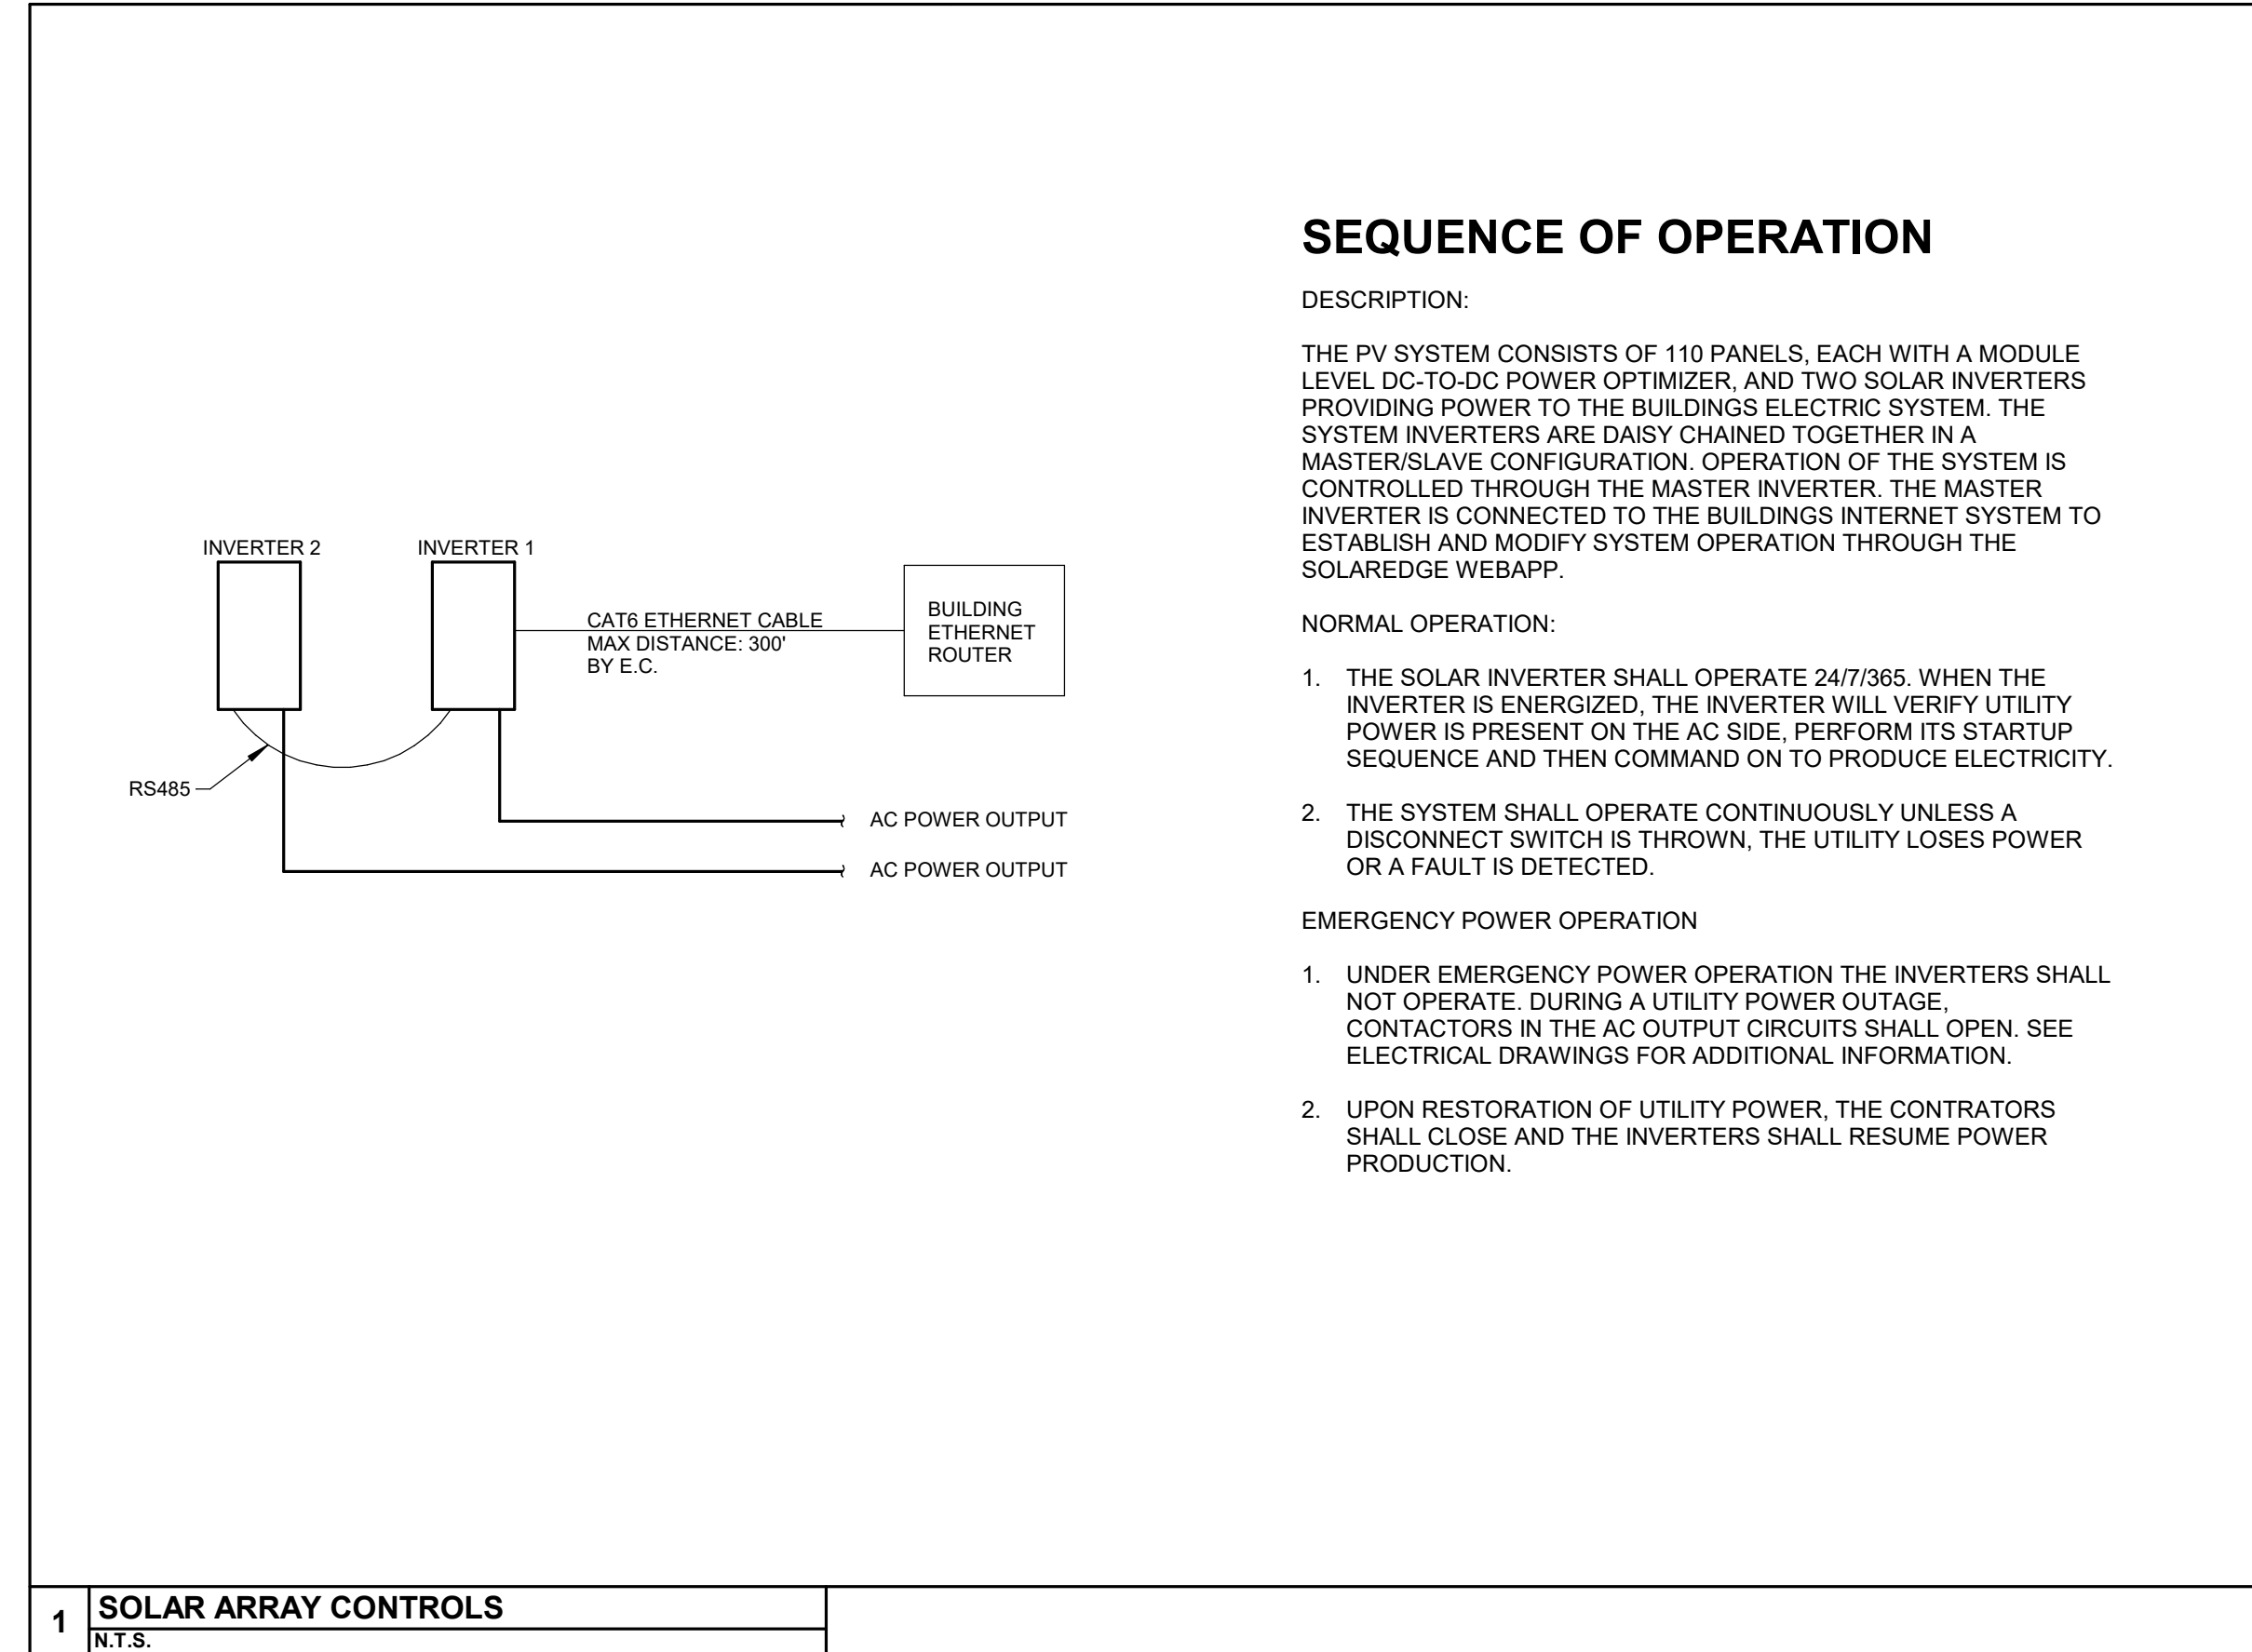 INVERTER 2
INVERTER 1
CAT6 ETHERNET CABLE
MAX DISTANCE: 300'
BY E.C.
BUILDING
ETHERNET
ROUTER
RS485
AC POWER OUTPUT
AC POWER OUTPUT
SEQUENCE OF OPERATION
DESCRIPTION:
THE PV SYSTEM CONSISTS OF 110 PANELS, EACH WITH A MODULE
LEVEL DC-TO-DC POWER OPTIMIZER, AND TWO SOLAR INVERTERS
PROVIDING POWER TO THE BUILDINGS ELECTRIC SYSTEM. THE
SYSTEM INVERTERS ARE DAISY CHAINED TOGETHER IN A
MASTER/SLAVE CONFIGURATION. OPERATION OF THE SYSTEM IS
CONTROLLED THROUGH THE MASTER INVERTER. THE MASTER
INVERTER IS CONNECTED TO THE BUILDINGS INTERNET SYSTEM TO
ESTABLISH AND MODIFY SYSTEM OPERATION THROUGH THE
SOLAREDGE WEBAPP.
NORMAL OPERATION:
1. THE SOLAR INVERTER SHALL OPERATE 24/7/365. WHEN THE
INVERTER IS ENERGIZED, THE INVERTER WILL VERIFY UTILITY
POWER IS PRESENT ON THE AC SIDE, PERFORM ITS STARTUP
SEQUENCE AND THEN COMMAND ON TO PRODUCE ELECTRICITY.
2. THE SYSTEM SHALL OPERATE CONTINUOUSLY UNLESS A
DISCONNECT SWITCH IS THROWN, THE UTILITY LOSES POWER
OR A FAULT IS DETECTED.
EMERGENCY POWER OPERATION
1. UNDER EMERGENCY POWER OPERATION THE INVERTERS SHALL
NOT OPERATE. DURING A UTILITY POWER OUTAGE,
CONTACTORS IN THE AC OUTPUT CIRCUITS SHALL OPEN. SEE
ELECTRICAL DRAWINGS FOR ADDITIONAL INFORMATION.
2. UPON RESTORATION OF UTILITY POWER, THE CONTRATORS
SHALL CLOSE AND THE INVERTERS SHALL RESUME POWER
PRODUCTION.
1
SOLAR ARRAY CONTROLS
N.T.S.